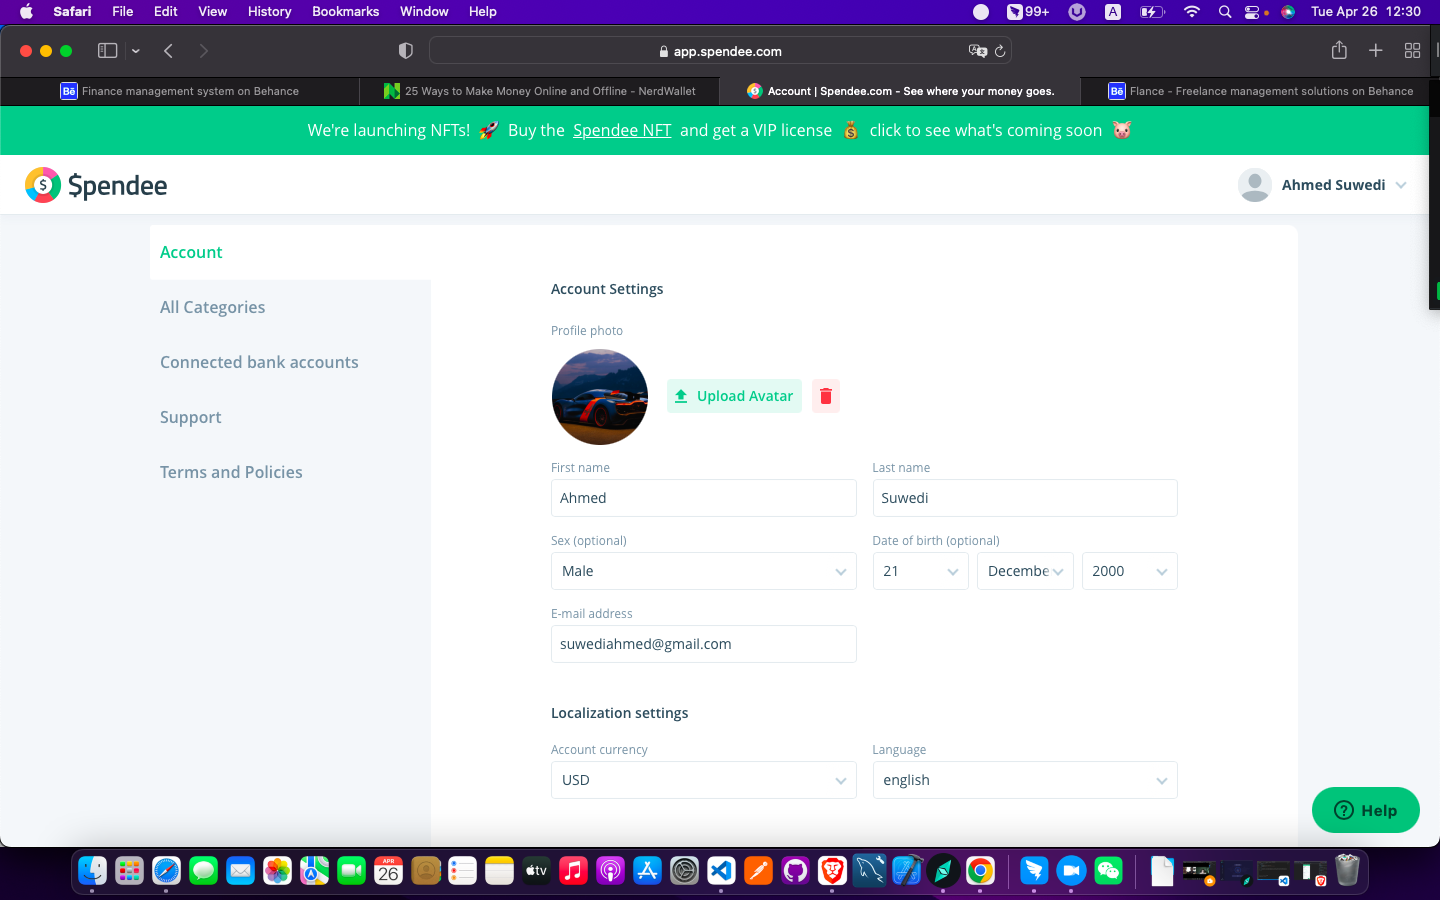 Safari File Edit View History Bookmarks Window Help 99+ A Tue Apr 26 12:30
app.spendee.com
Bē Finance management system on Behance 25 Ways to Make Money Online and Offline - NerdWallet Account | Spendee.com - See where your money goes. Bē Flance - Freelance management solutions on Behance
We're launching NFTs! 🚀 Buy the Spendee NFT and get a VIP license 💰 click to see what's coming soon 🐷
$ Spendee Ahmed Suwedi
Account
All Categories
Connected bank accounts
Support
Terms and Policies
Account Settings
Profile photo
Upload Avatar
First name Last name
Ahmed Suwedi
Sex (optional) Date of birth (optional)
Male 21 Decembe 2000
E-mail address
suwediahmed@gmail.com
Localization settings
Account currency Language
USD english
? Help
APR
26
tv